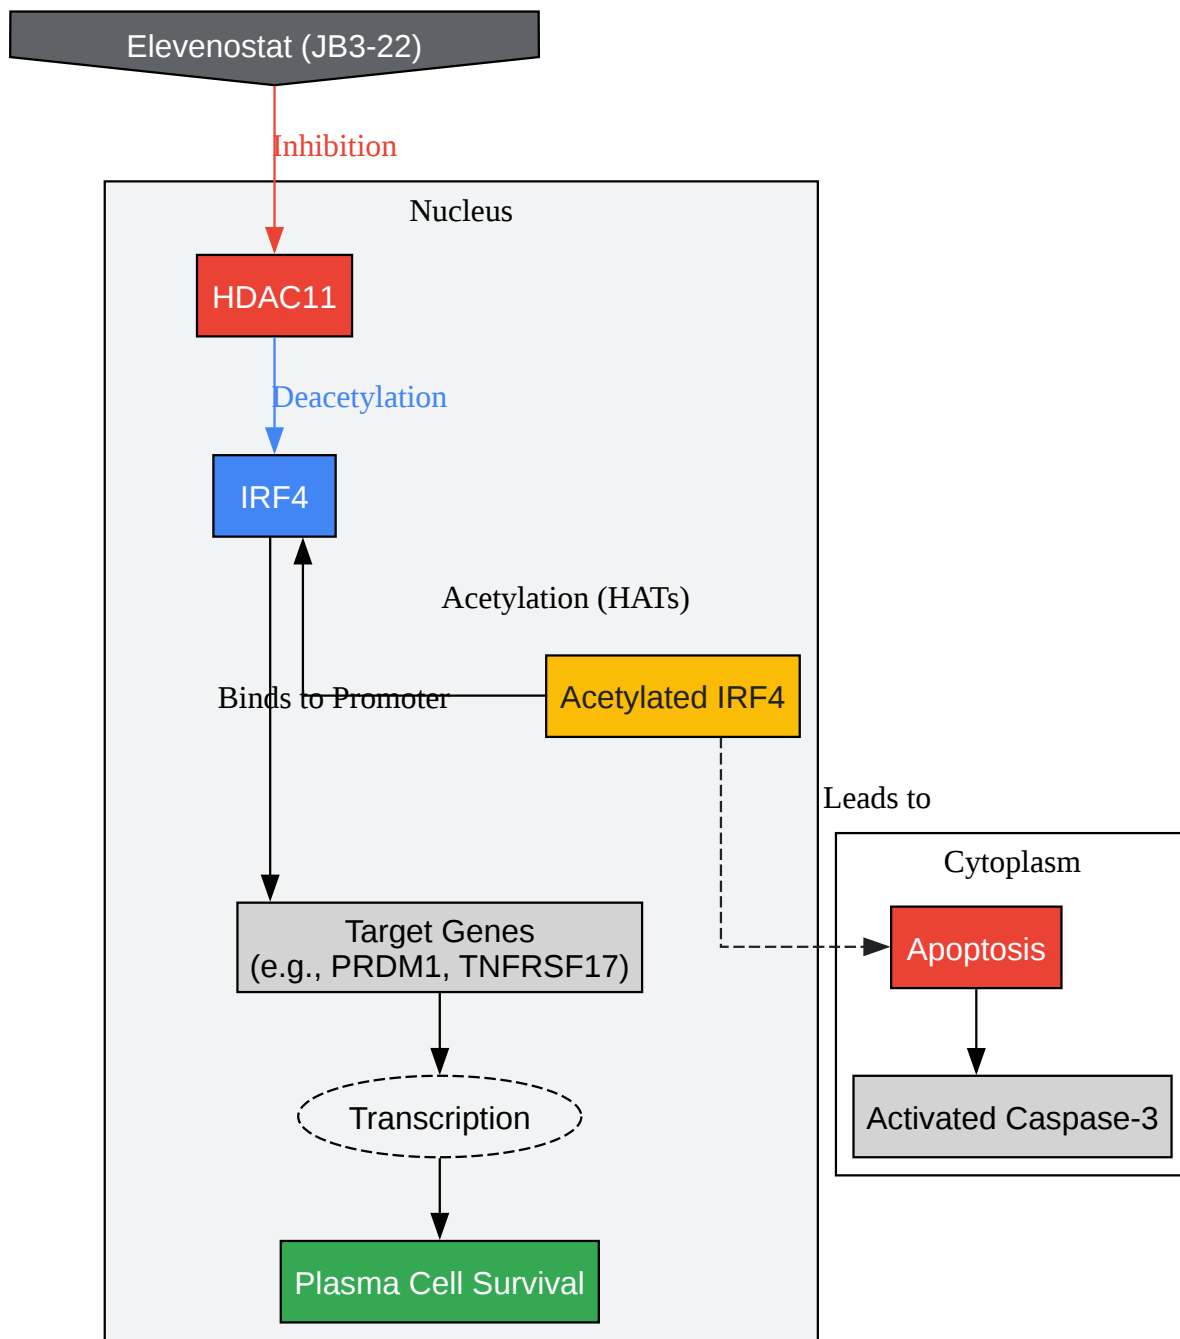 Elevenostat (JB3-22)
Inhibition
Nucleus
HDAC11
Deacetylation
IRF4
Acetylation (HATs)
Binds to Promoter
Acetylated IRF4
Leads to
Cytoplasm
Target Genes
(e.g., PRDM1, TNFRSF17)
Apoptosis
Transcription
Activated Caspase-3
Plasma Cell Survival